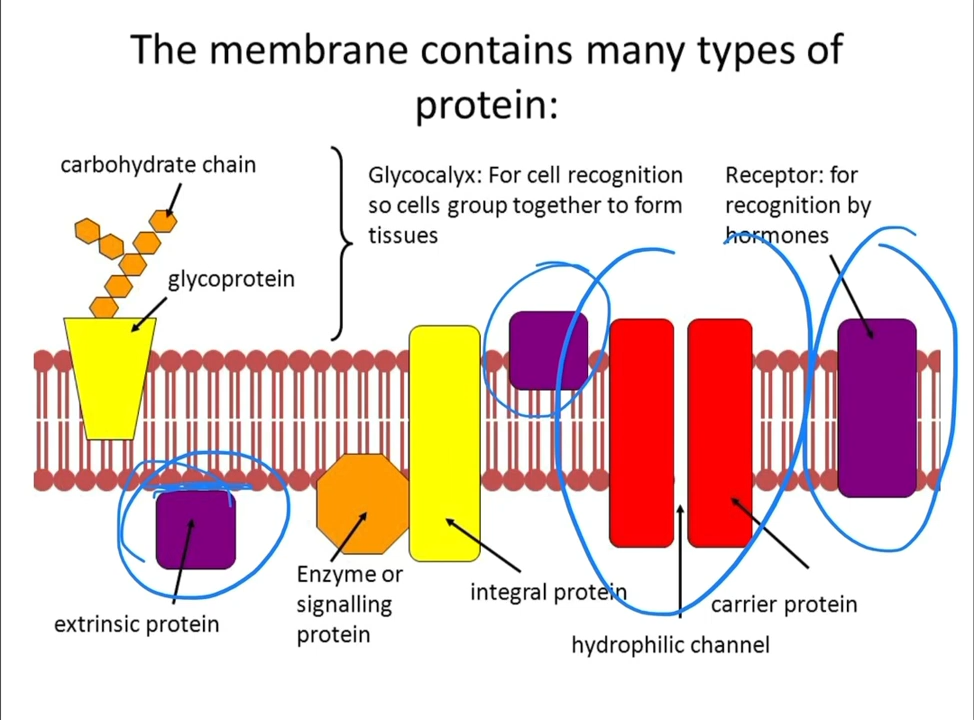 The membrane contains many types of
protein:
carbohydrate chain
Glycocalyx: For cell recognition
so cells group together to form
tissues
Receptor: for
recognition by
hormones
glycoprotein
Enzyme or
signalling
protein
integral protein
carrier protein
extrinsic protein
hydrophilic channel